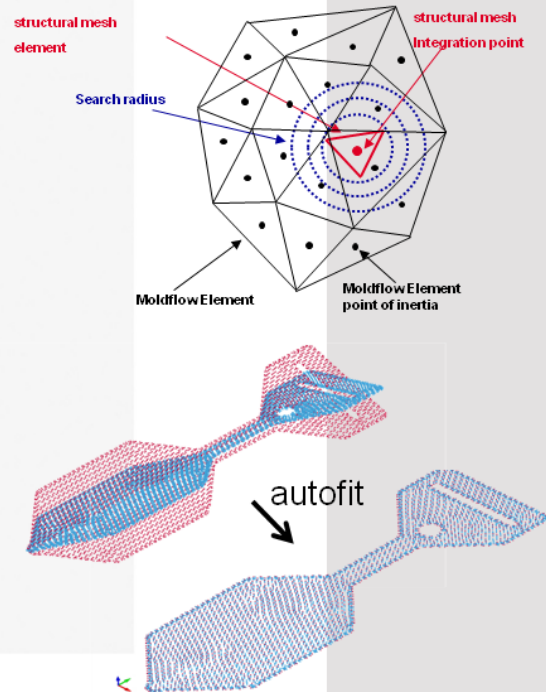 structural mesh
element
structural mesh
Integration point
Search radius
Moldflow Element
Moldflow Element
point of inertia
autofit